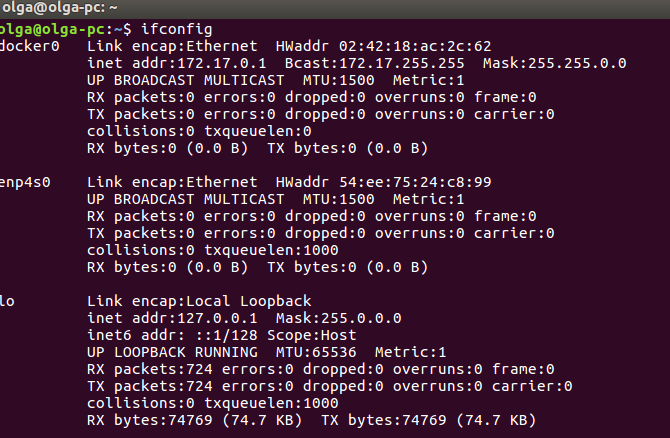 olga@olga-pc: ~
olga@olga-pc:~$ ifconfig
docker0 Link encap:Ethernet HWaddr 02:42:18:ac:2c:62
inet addr:172.17.0.1 Bcast:172.17.255.255 Mask:255.255.0.0
UP BROADCAST MULTICAST MTU:1500 Metric:1
RX packets:0 errors:0 dropped:0 overruns:0 frame:0
TX packets:0 errors:0 dropped:0 overruns:0 carrier:0
collisions:0 txqueuelen:0
RX bytes:0 (0.0 B) TX bytes:0 (0.0 B)
enp4s0 Link encap:Ethernet HWaddr 54:ee:75:24:c8:99
UP BROADCAST MULTICAST MTU:1500 Metric:1
RX packets:0 errors:0 dropped:0 overruns:0 frame:0
TX packets:0 errors:0 dropped:0 overruns:0 carrier:0
collisions:0 txqueuelen:1000
RX bytes:0 (0.0 B) TX bytes:0 (0.0 B)
lo Link encap:Local Loopback
inet addr:127.0.0.1 Mask:255.0.0.0
inet6 addr: ::1/128 Scope:Host
UP LOOPBACK RUNNING MTU:65536 Metric:1
RX packets:724 errors:0 dropped:0 overruns:0 frame:0
TX packets:724 errors:0 dropped:0 overruns:0 carrier:0
collisions:0 txqueuelen:1000
RX bytes:74769 (74.7 KB) TX bytes:74769 (74.7 KB)